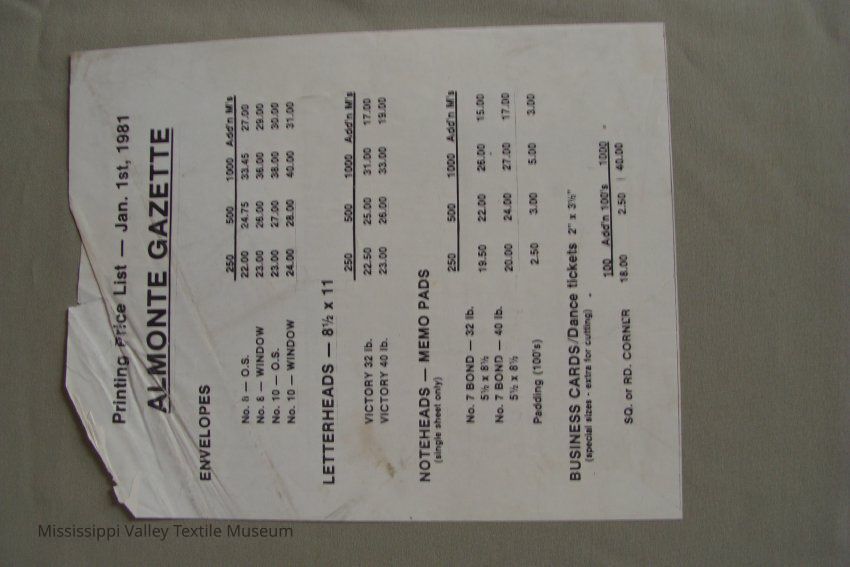 Printing Price List — Jan. 1st, 1981
ALMONTE GAZETTE
ENVELOPES 250 500 1000 Add'n M's
No. 8 — O.S. 22.00 24.75 33.45 27.00
No. 8 — WINDOW 23.00 26.00 36.00 29.00
No. 10 — O.S. 23.00 27.00 38.00 30.00
No. 10 — WINDOW 24.00 28.00 40.00 31.00
LETTERHEADS — 8½ x 11 250 500 1000 Add'n M's
VICTORY 32 lb. 22.50 25.00 31.00 17.00
VICTORY 40 lb. 23.00 26.00 33.00 19.00
NOTEHEADS — MEMO PADS
(single sheet only) 250 500 1000 Add'n M's
No. 7 BOND — 32 lb. 19.50 22.00 26.00 15.00
5½ x 8½
No. 7 BOND — 40 lb. 20.00 24.00 27.00 17.00
5½ x 8½
Padding (100's) 2.50 3.00 5.00 3.00
BUSINESS CARDS/Dance tickets 2" x 3½"
(special sizes - extra for cutting)
100 Add'n 100's 1000
SQ. or RD. CORNER 18.00 2.50 40.00
Mississippi Valley Textile Museum